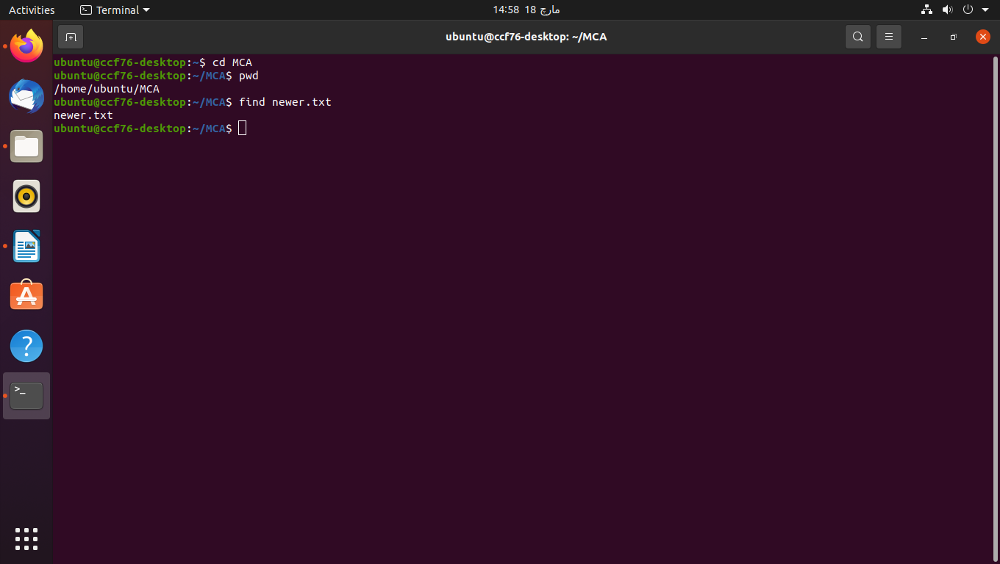 Activities
Terminal
14:58 18 مارچ
ubuntu@ccf76-desktop: ~/MCA
ubuntu@ccf76-desktop:~$ cd MCA
ubuntu@ccf76-desktop:~/MCA$ pwd
/home/ubuntu/MCA
ubuntu@ccf76-desktop:~/MCA$ find newer.txt
newer.txt
ubuntu@ccf76-desktop:~/MCA$